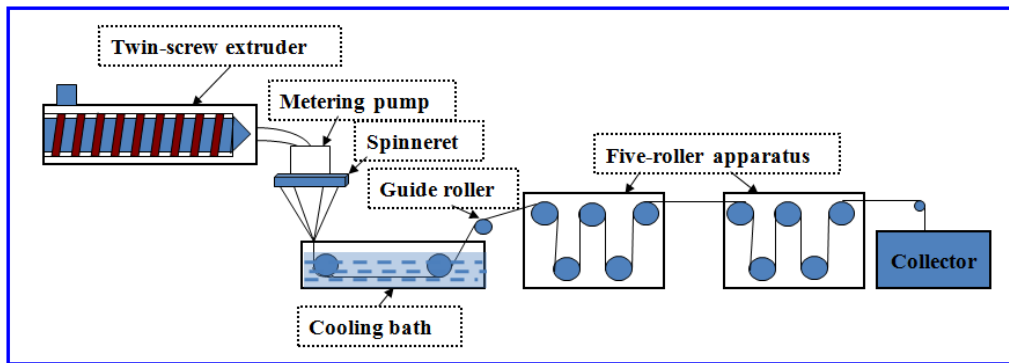 Twin-screw extruder
Metering pump
Spinneret
Guide roller
Five-roller apparatus
Collector
Cooling bath